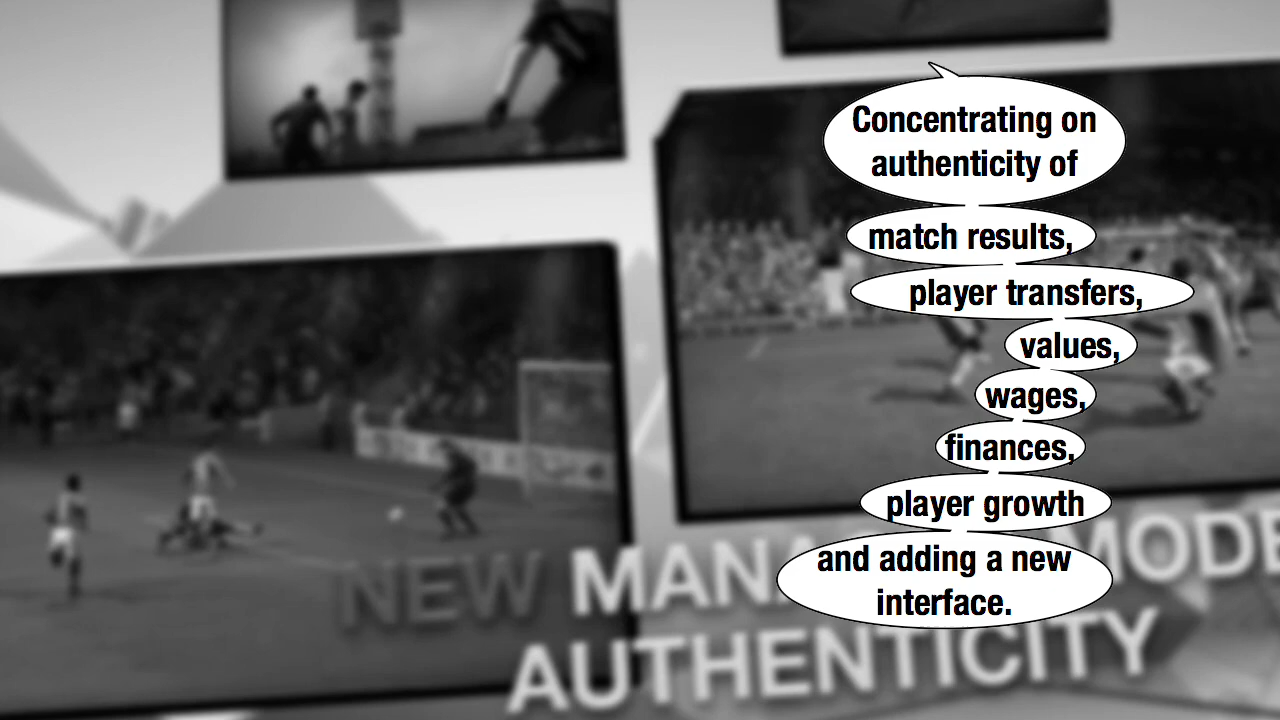 Concentrating on
authenticity of
match results,
player transfers,
values,
wages,
finances,
player growth
and adding a new
interface.
NEW MANA MODE
AUTHENTICITY